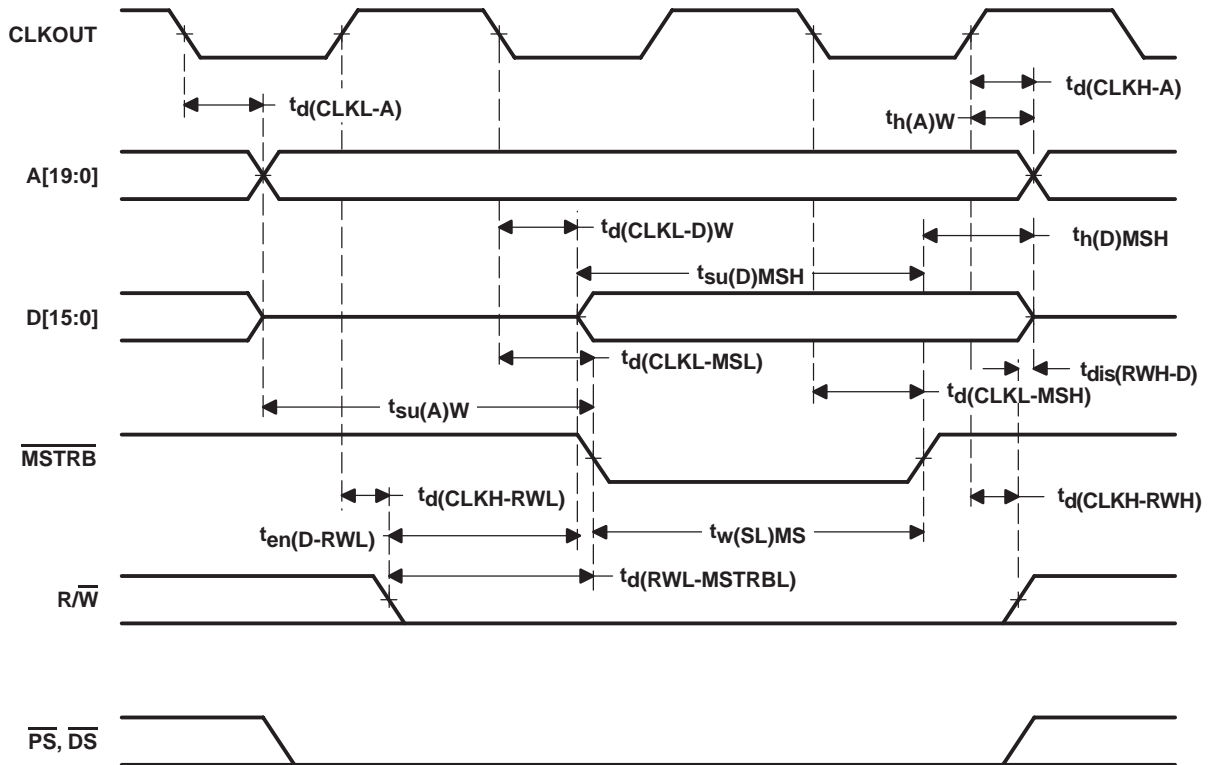 CLKOUT
td(CLKL-A)
td(CLKH-A)
th(A)W
A[19:0]
td(CLKL-D)W
th(D)MSH
tsu(D)MSH
D[15:0]
td(CLKL-MSL)
tdis(RWH-D)
td(CLKL-MSH)
tsu(A)W
MSTRB
td(CLKH-RWL)
td(CLKH-RWH)
ten(D-RWL)
tw(SL)MS
td(RWL-MSTRBL)
R/W
PS, DS